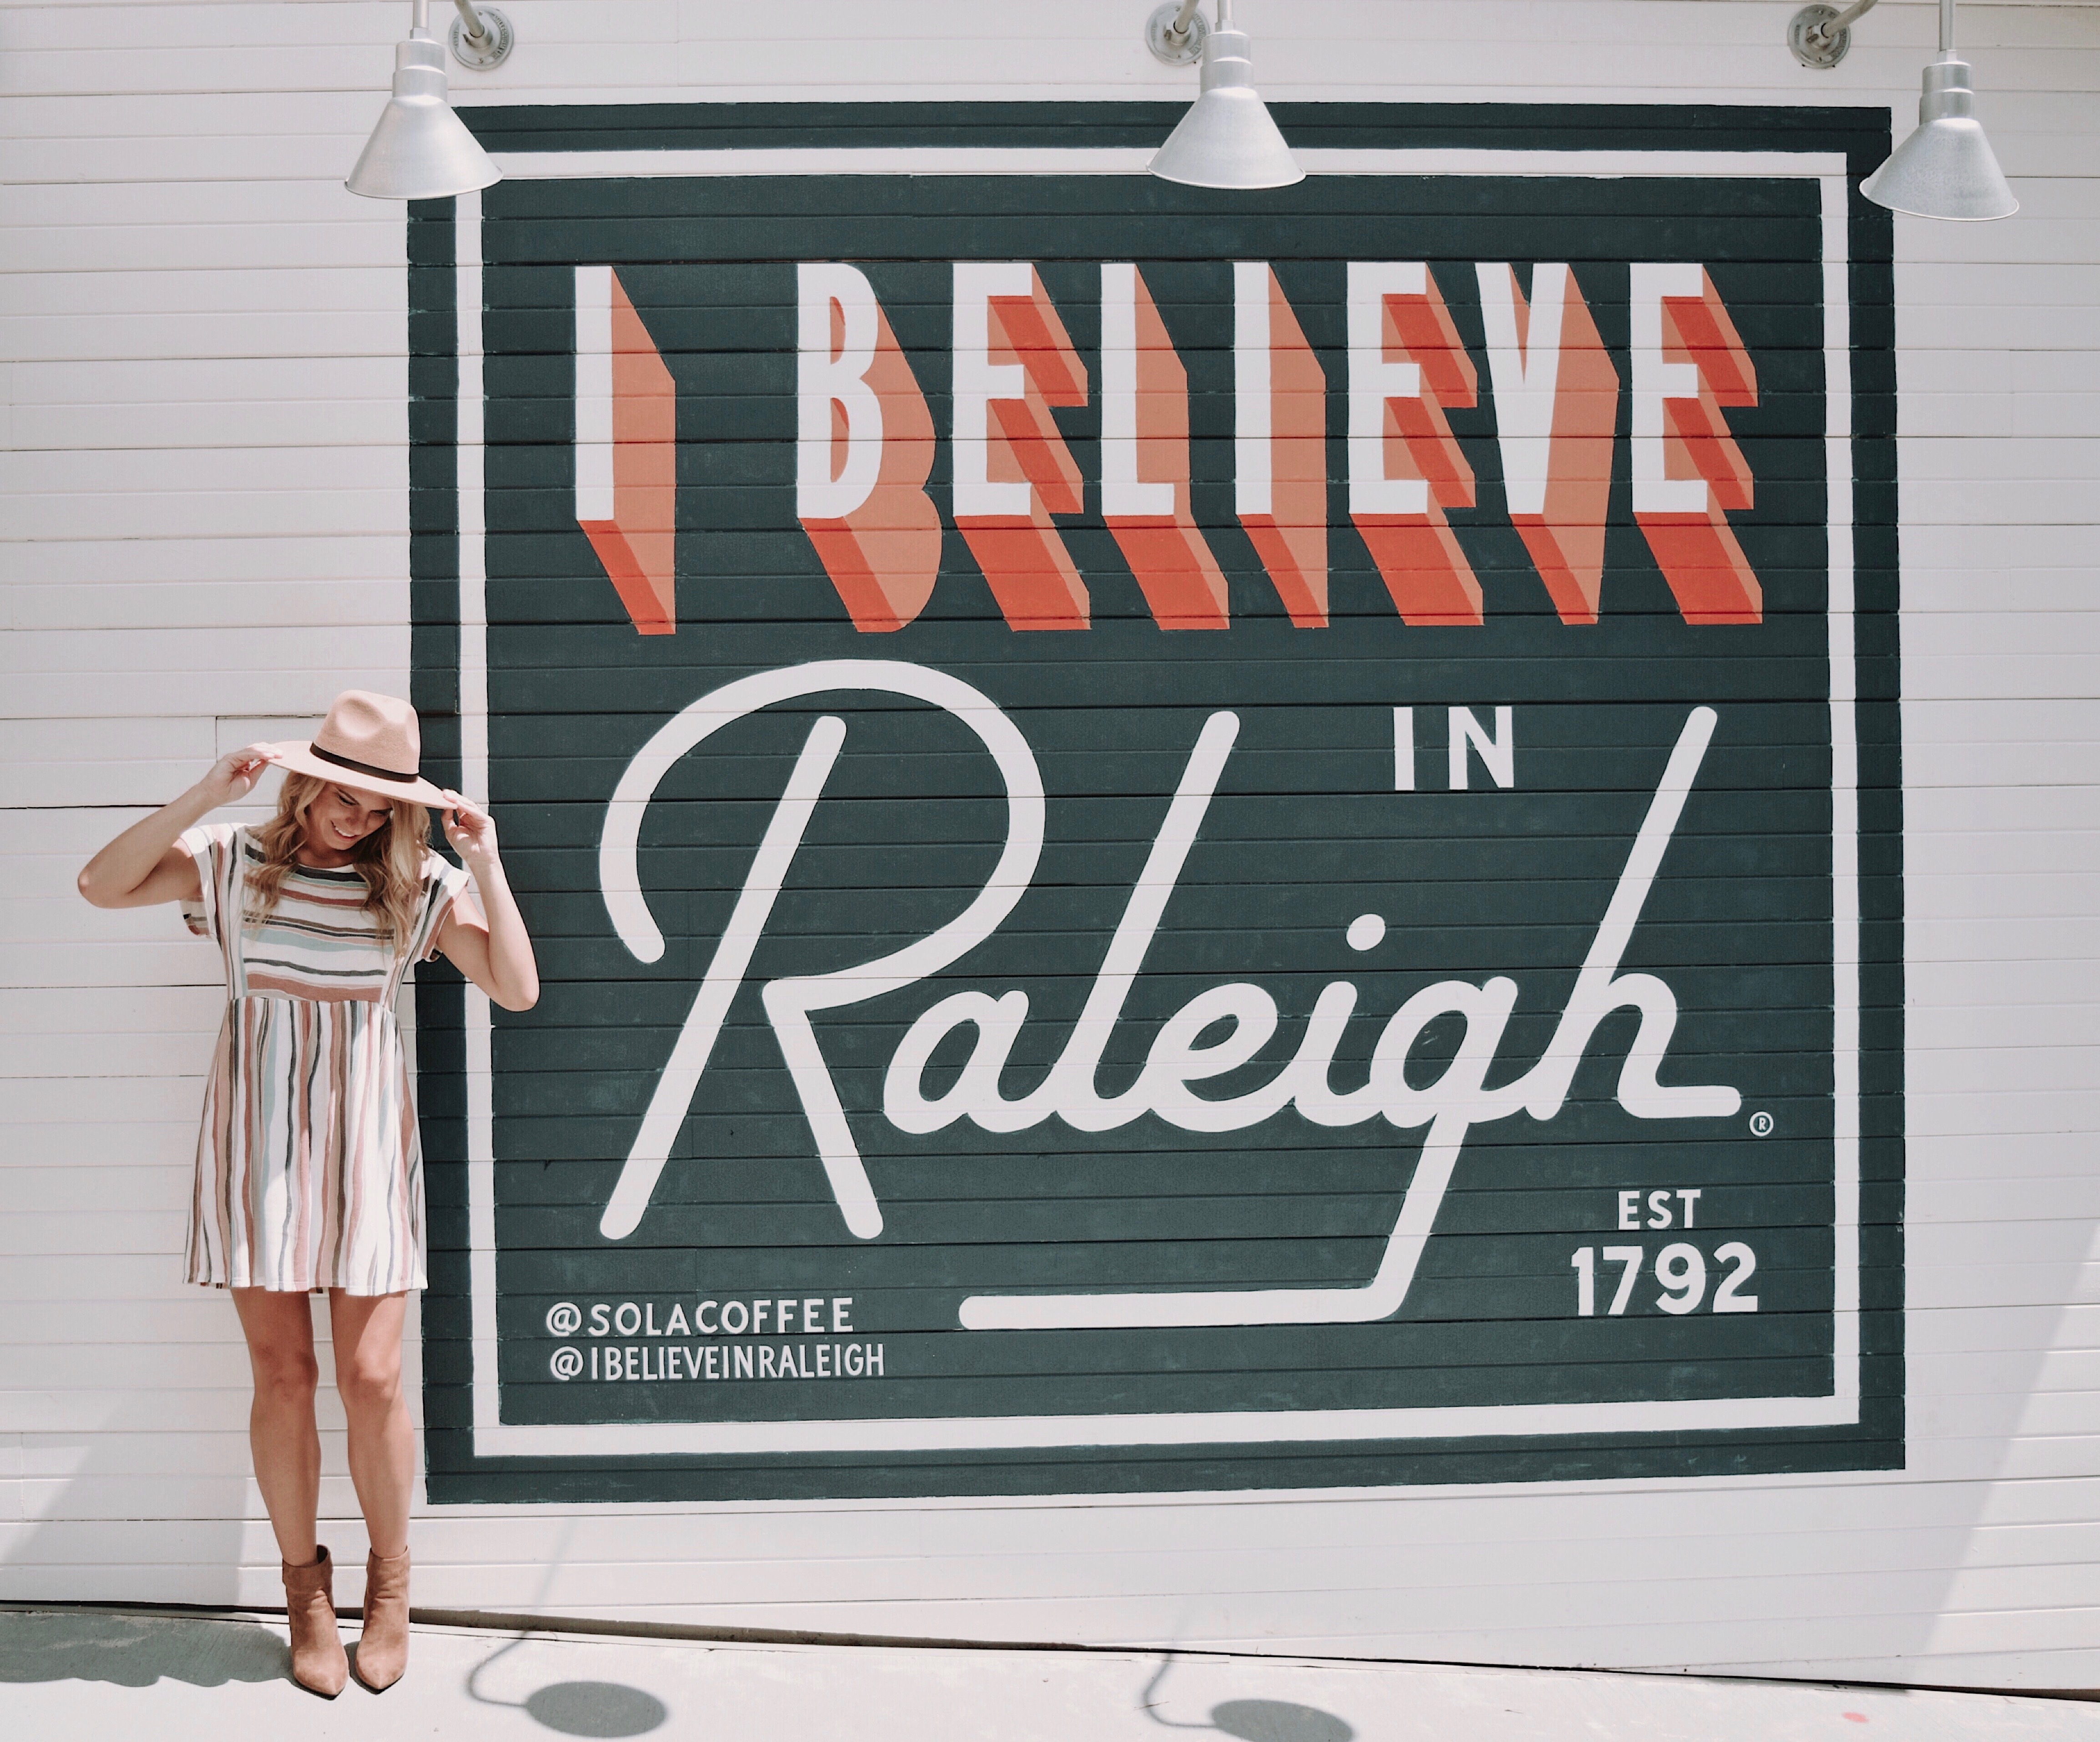 I BELIEVE
IN
Raleigh®
EST
1792
@SOLACOFFEE
@IBELIEVEINRALEIGH